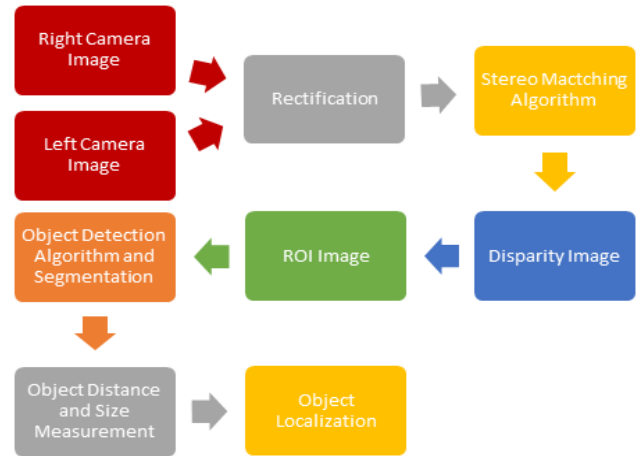 Right Camera
Image
Left Camera
Image
Rectification
Stereo Mactching
Algorithm
Disparity Image
ROI Image
Object Detection
Algorithm and
Segmentation
Object Distance
and Size
Measurement
Object
Localization